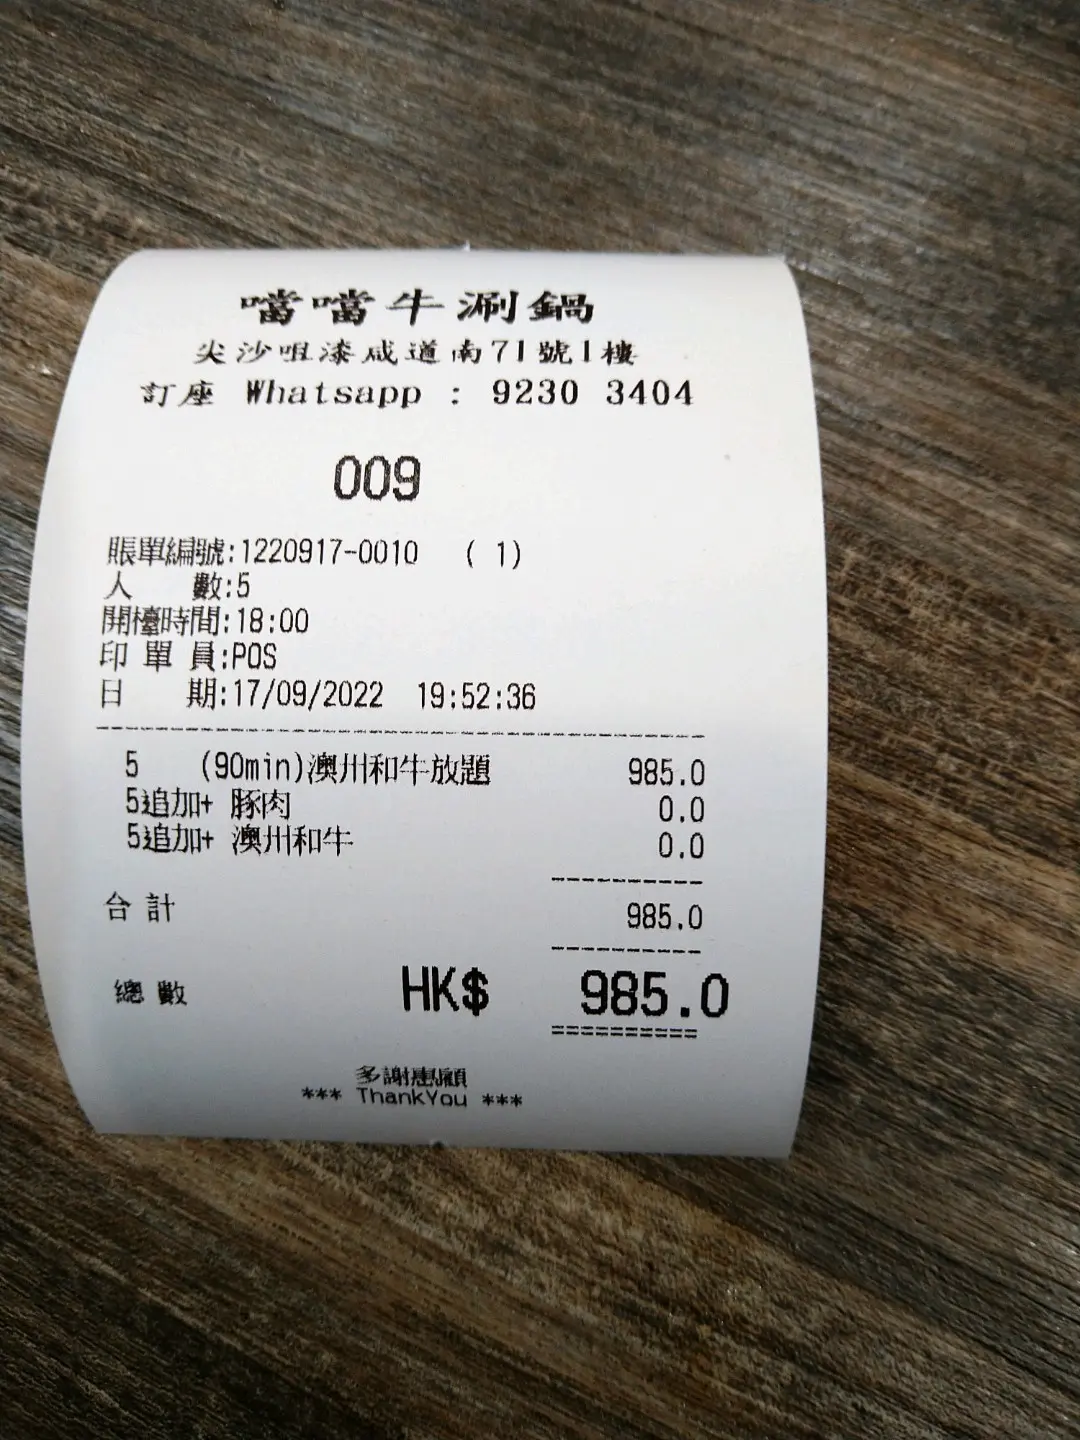 噹噹牛涮鍋
尖沙咀漆咸道南71號1樓
訂座 Whatsapp : 9230 3404
009
賬單編號:1220917-0010 ( 1)
人 數:5
開檯時間:18:00
印 單 員:POS
日 期:17/09/2022 19:52:36
5 (90min)澳州和牛放題 985.0
5追加+ 豚肉 0.0
5追加+ 澳州和牛 0.0
合 計 985.0
總 數 HK$ 985.0
多謝惠顧
*** ThankYou ***